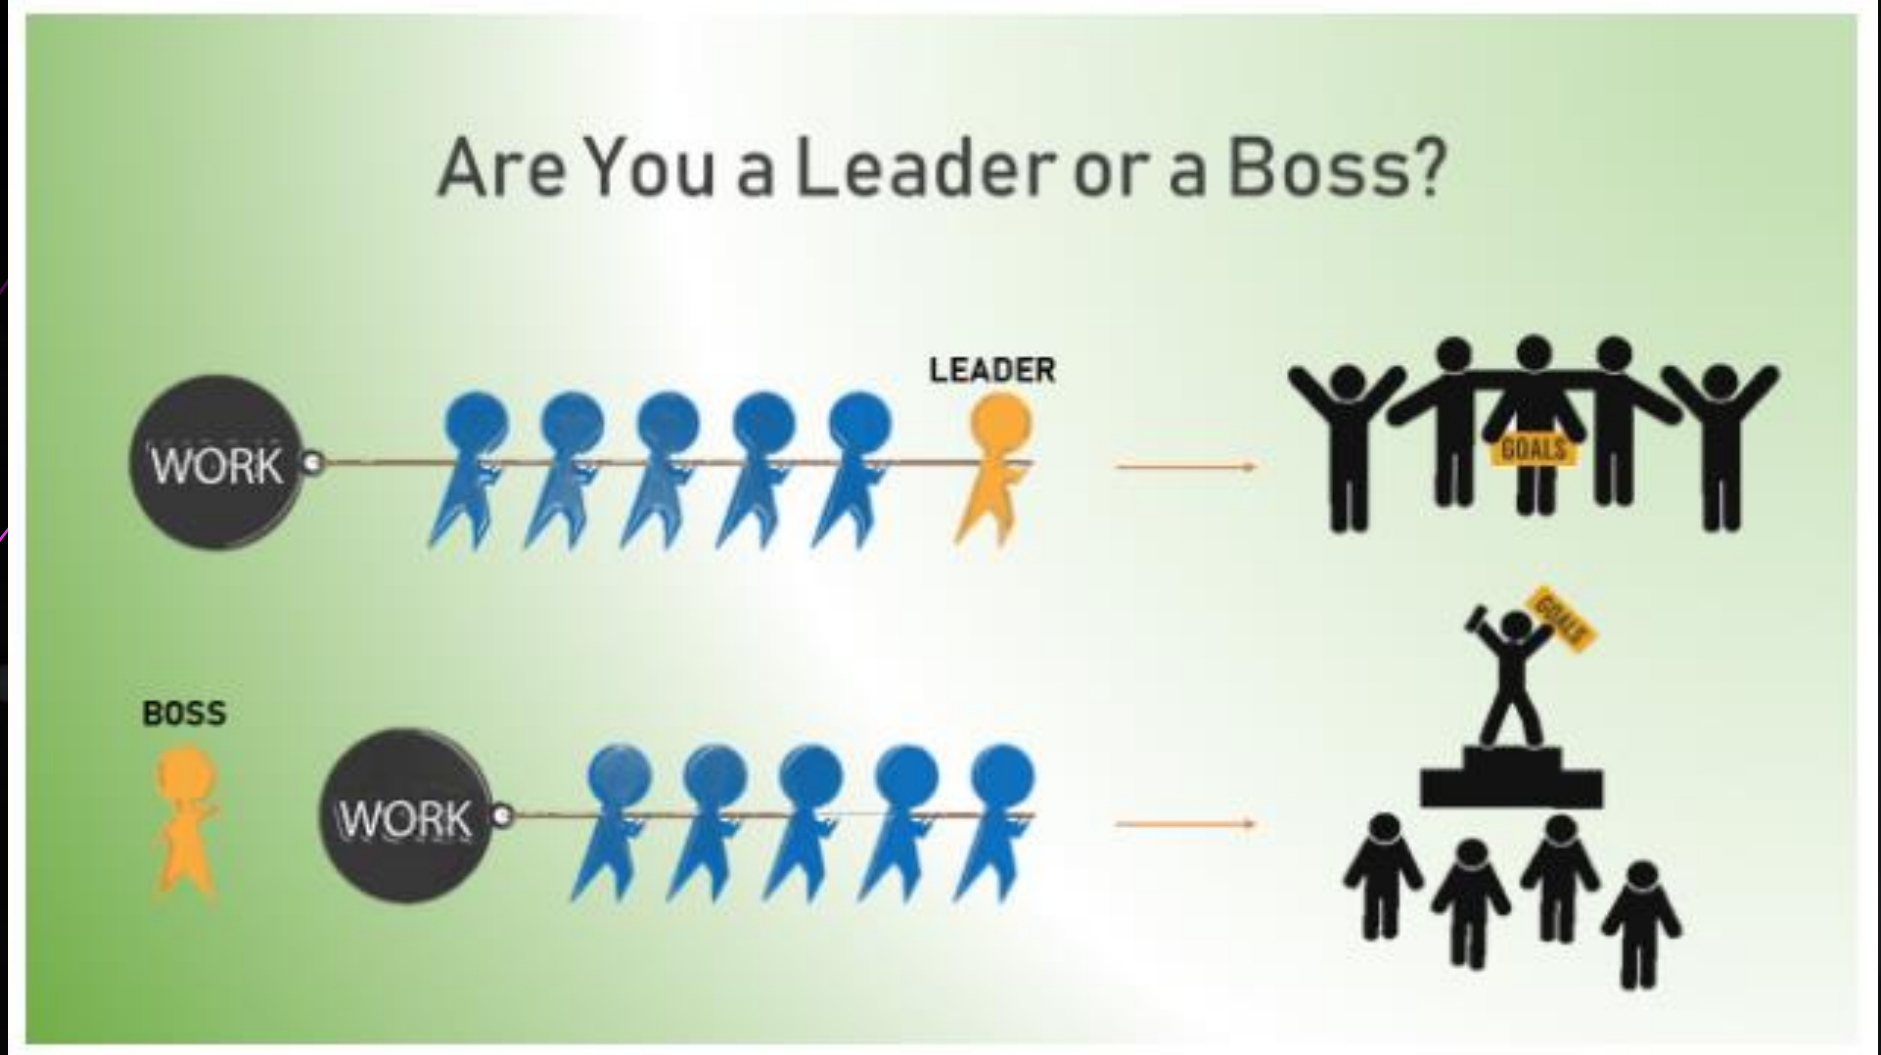 Are You a Leader or a Boss?
LEADER
WORK
GOALS
GOALS
BOSS
WORK